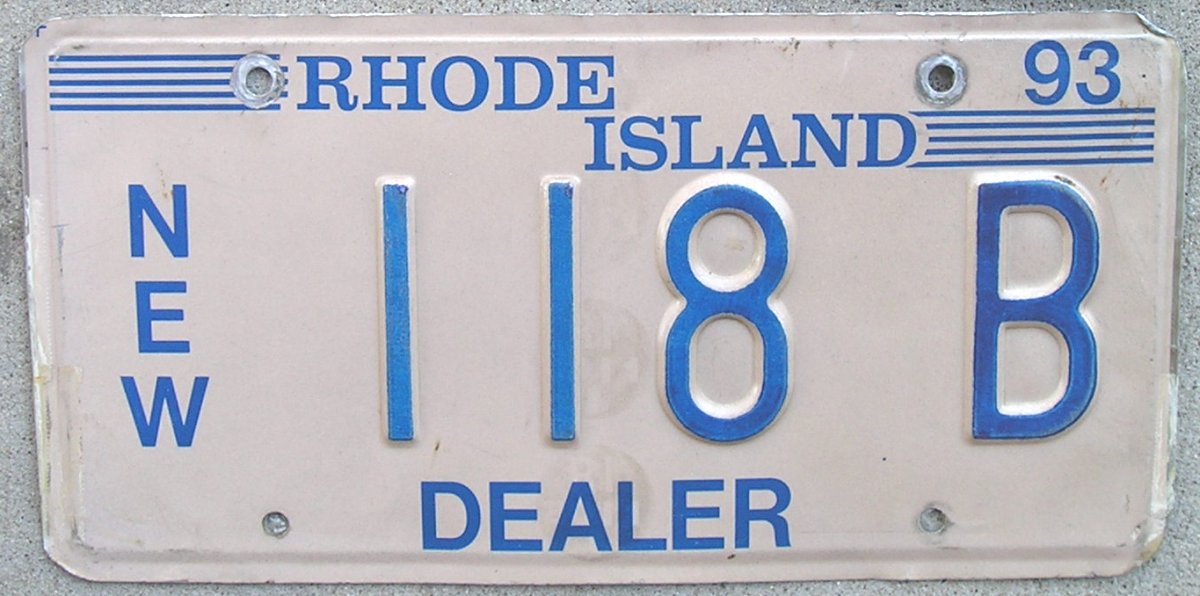 RHODE 93
ISLAND
NEW
118 B
DEALER